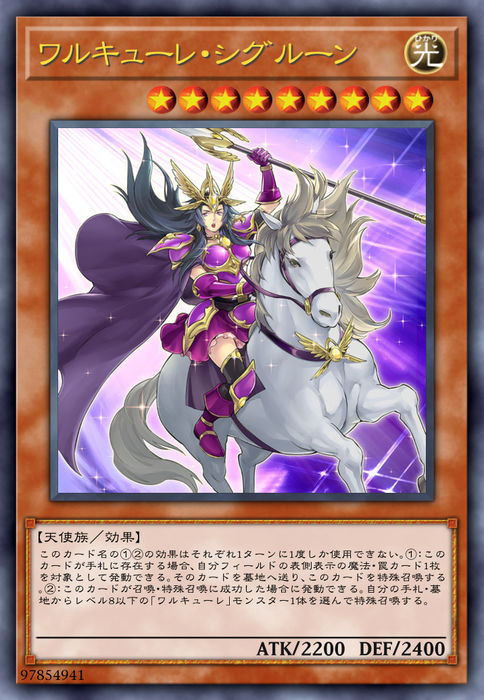 ワルキューレ・シグルーン
ひかり
光
【天使族／効果】
このカード名の①②の効果はそれぞれ1ターンに1度しか使用できない。①：この
カードが手札に存在する場合、自分フィールドの表側表示の魔法・罠カード1枚
を対象として発動できる。そのカードを墓地へ送り、このカードを特殊召喚する
。②：このカードが召喚・特殊召喚に成功した場合に発動できる。自分の手札・墓
地からレベル8以下の「ワルキューレ」モンスター1体を選んで特殊召喚する。
ATK/2200 DEF/2400
97854941